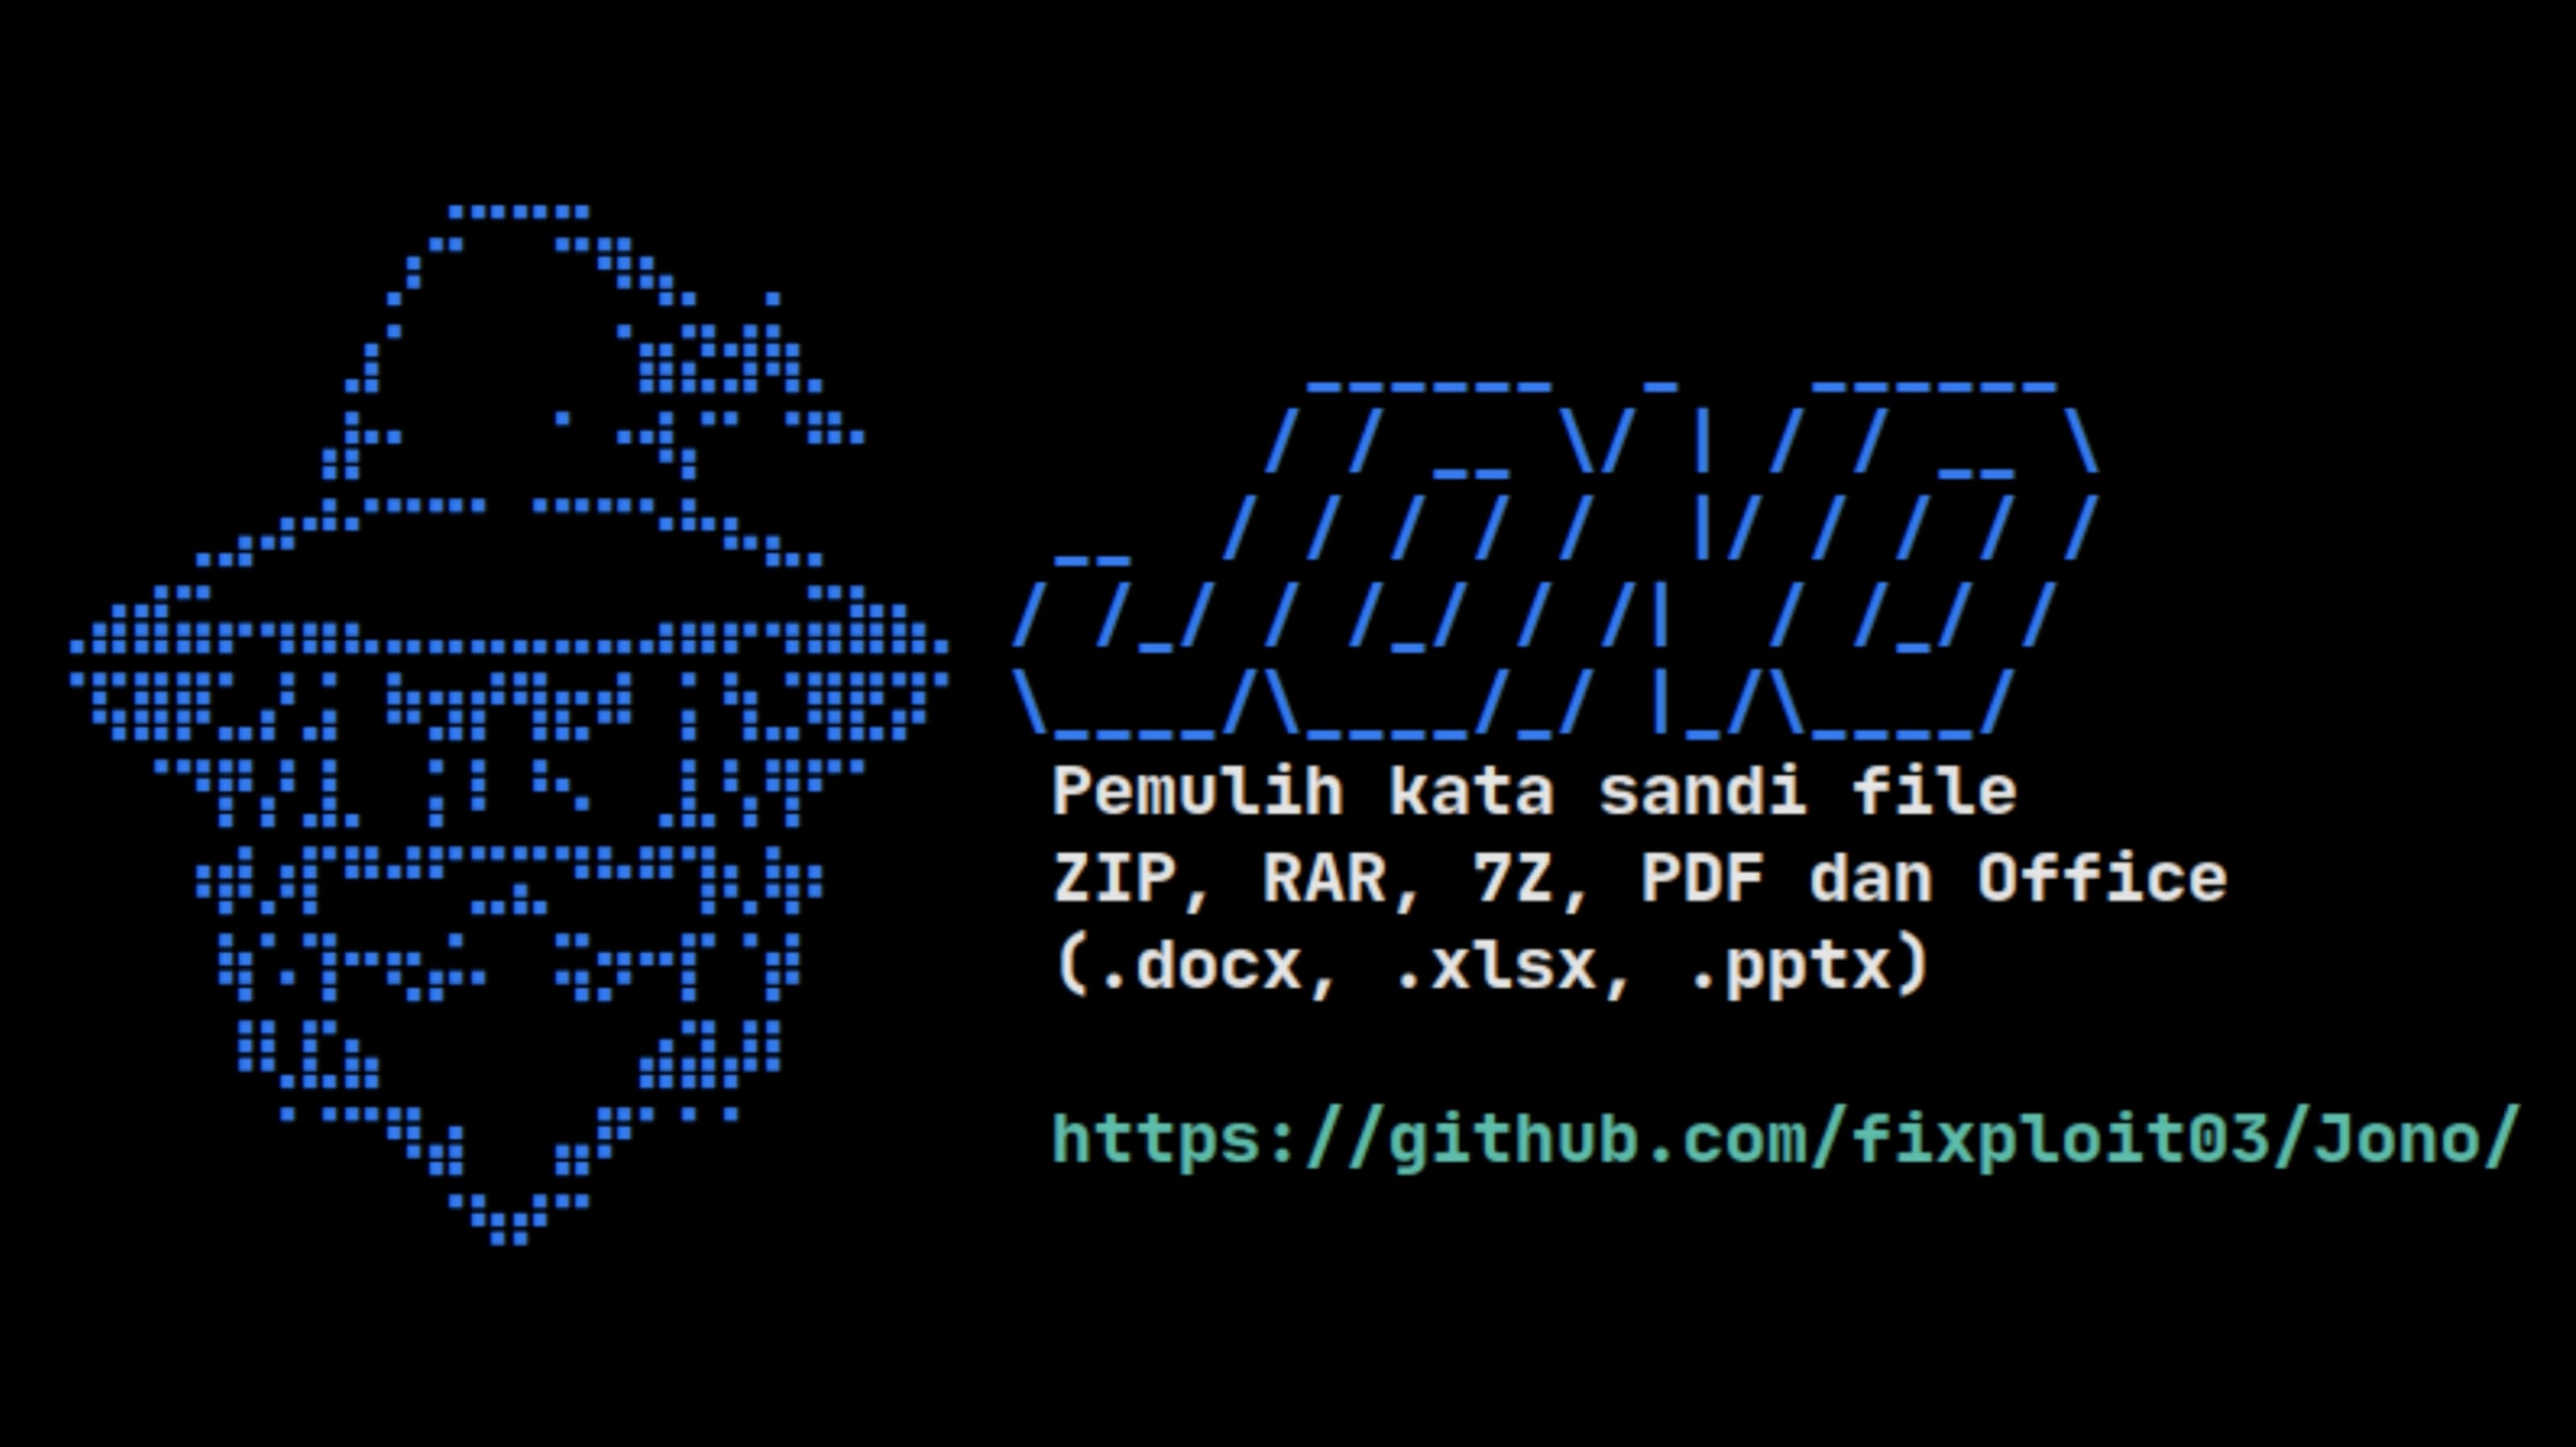 JONO
Pemulih kata sandi file
ZIP, RAR, 7Z, PDF dan Office
(.docx, .xlsx, .pptx)
https://github.com/fixploit03/Jono/